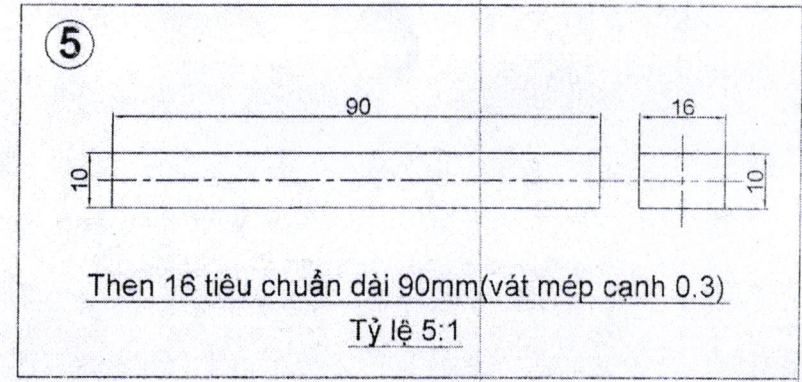 5
90
16
10
10
Then 16 tiêu chuẩn dài 90mm(vát mép cạnh 0.3)
Tỷ lệ 5:1